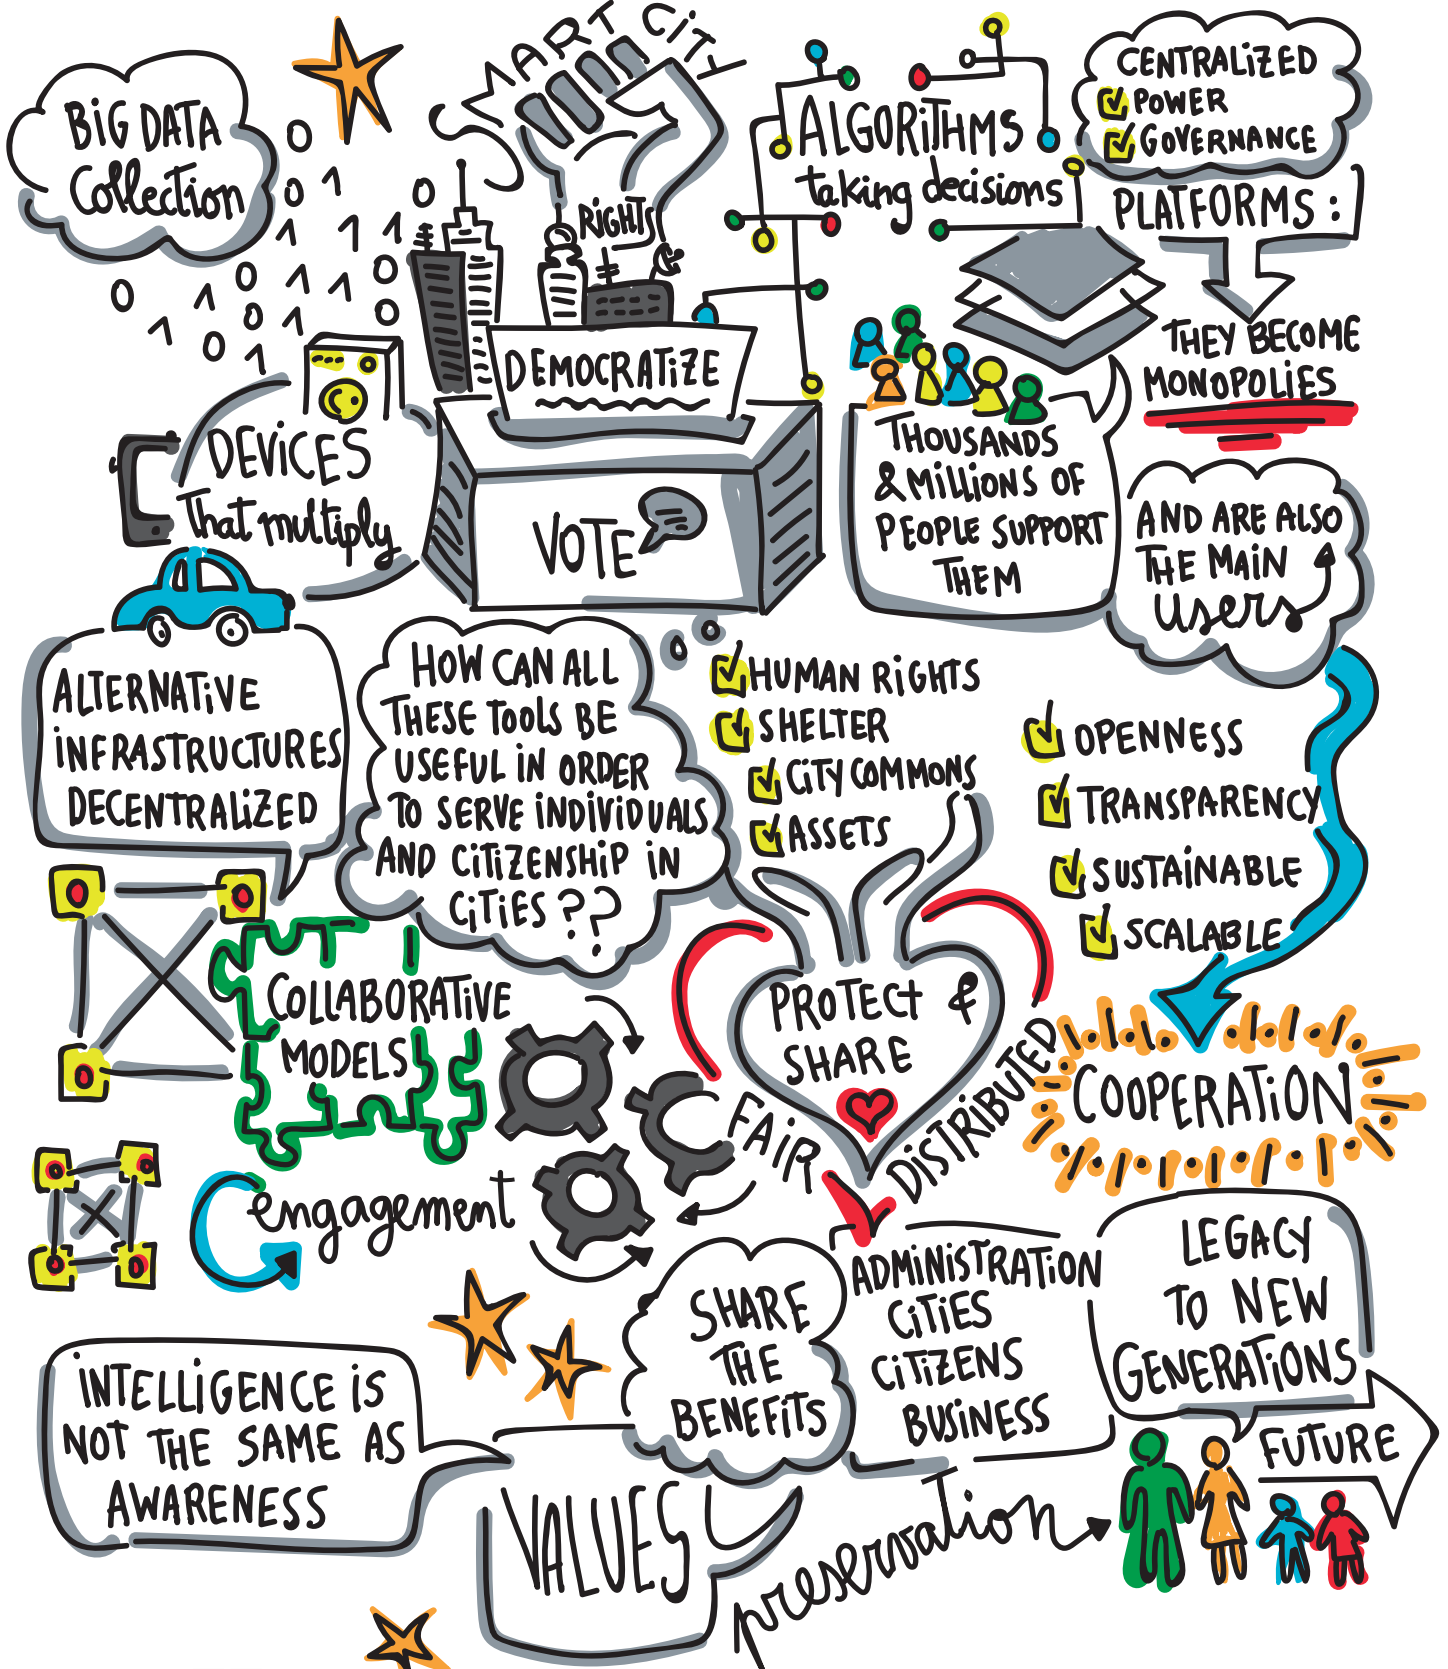 SMART CITY
BIG DATA
Collection
RIGHTS
ALGORITHMS
taking decisions
CENTRALIZED
POWER
GOVERNANCE
PLATFORMS:
THEY BECOME
MONOPOLIES
0
0 1 0
1 1 1
0 0
0 1 1 1 0
1 0 1
0 1
DEMOCRATIZE
VOTE
DEVICES
That multiply
THOUSANDS
& MILLIONS OF
PEOPLE SUPPORT
THEM
AND ARE ALSO
THE MAIN
users
ALTERNATIVE
INFRASTRUCTURES
DECENTRALIZED
HOW CAN ALL
THESE TOOLS BE
USEFUL IN ORDER
TO SERVE INDIVIDUALS
AND CITIZENSHIP IN
CITIES ??
HUMAN RIGHTS
SHELTER
CITY COMMONS
ASSETS
OPENNESS
TRANSPARENCY
SUSTAINABLE
SCALABLE
COLLABORATIVE
MODELS
PROTECT &
SHARE
FAIR
DISTRIBUTED
COOPERATION
engagement
SHARE
THE
BENEFITS
ADMINISTRATION
CITIES
CITIZENS
BUSINESS
LEGACY
TO NEW
GENERATIONS
FUTURE
INTELLIGENCE IS
NOT THE SAME AS
AWARENESS
VALUES
preservation